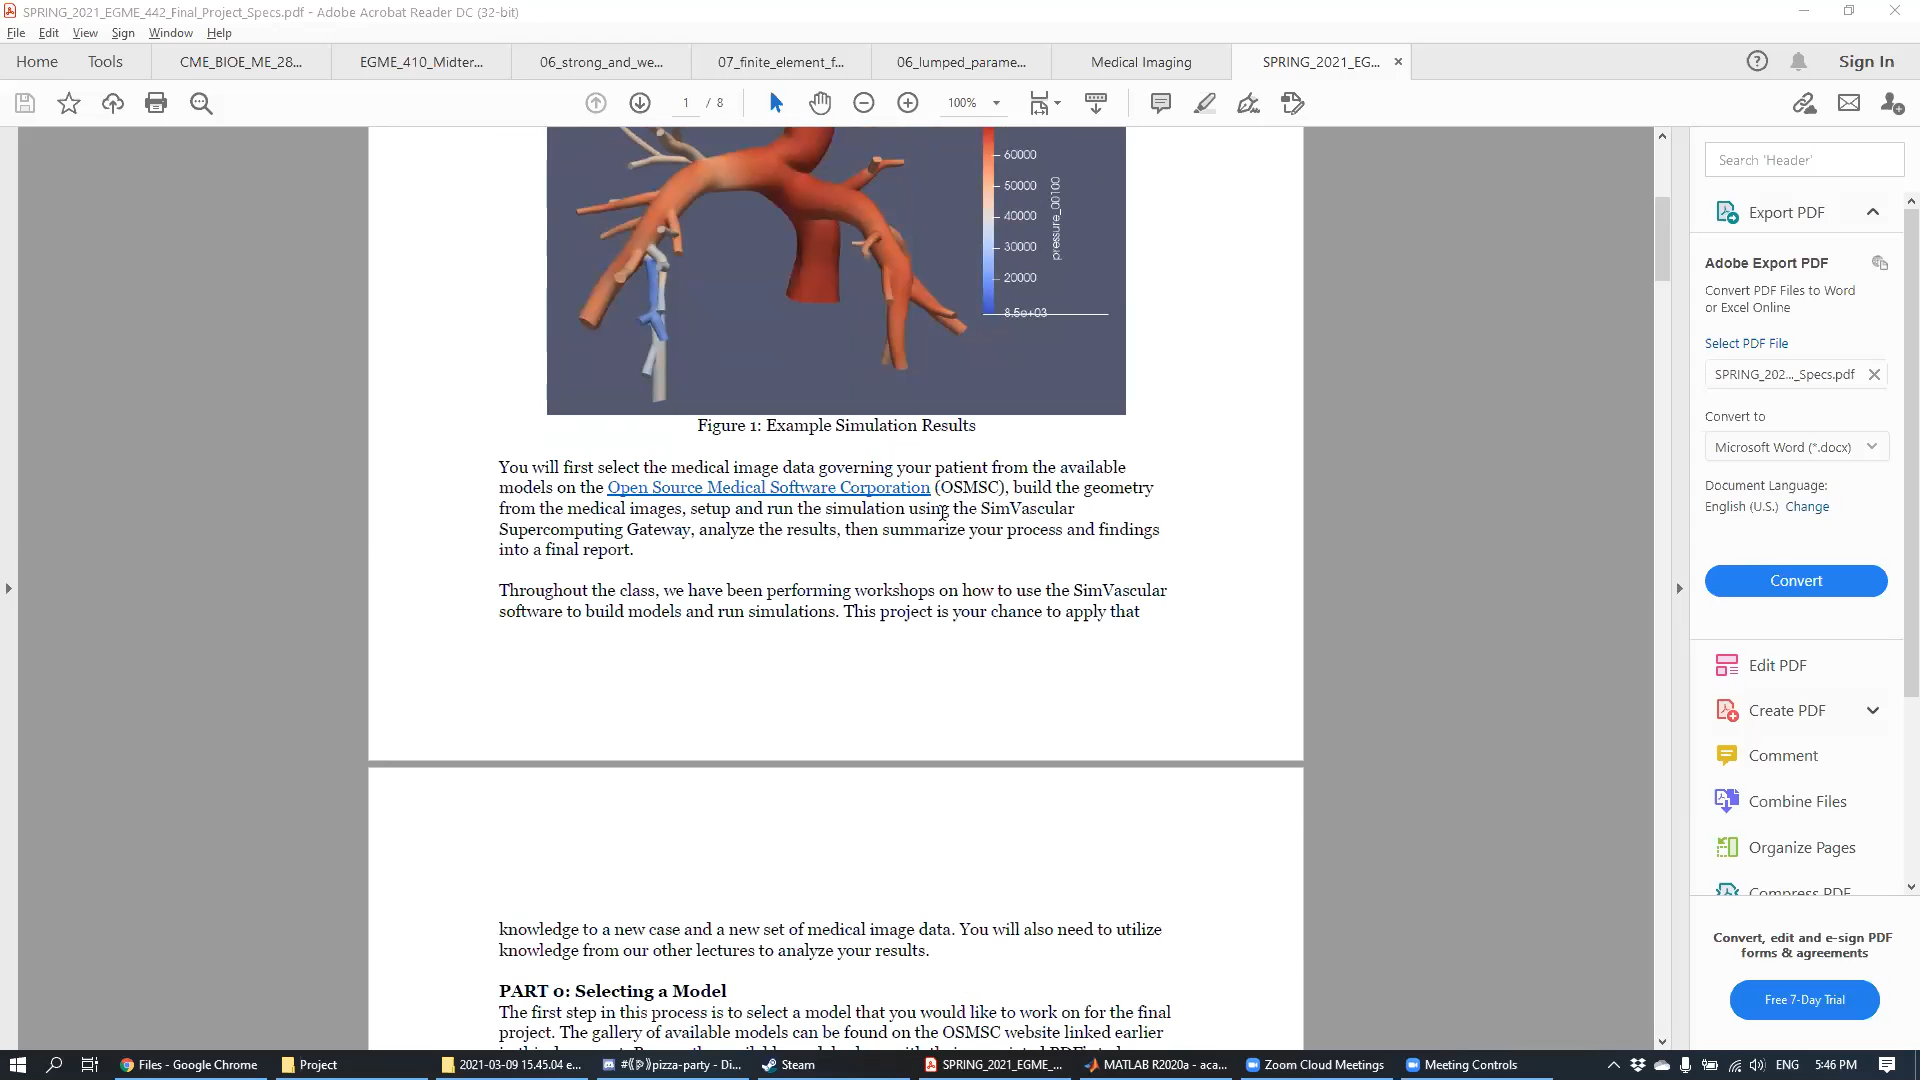 SPRING_2021_EGME_442_Final_Project_Specs.pdf - Adobe Acrobat Reader DC (32-bit)
File Edit View Sign Window Help
Home Tools CME_BIOE_ME_28... EGME_410_Midter... 06_strong_and_we... 07_finite_element_f... 06_lumped_parame... Medical Imaging SPRING_2021_EG... Sign In
1 / 8 100%
60000
50000
40000
30000
20000
8.5e+03
pressure_00100
Figure 1: Example Simulation Results
You will first select the medical image data governing your patient from the available
models on the Open Source Medical Software Corporation (OSMSC), build the geometry
from the medical images, setup and run the simulation using the SimVascular
Supercomputing Gateway, analyze the results, then summarize your process and findings
into a final report.
Throughout the class, we have been performing workshops on how to use the SimVascular
software to build models and run simulations. This project is your chance to apply that
knowledge to a new case and a new set of medical image data. You will also need to utilize
knowledge from our other lectures to analyze your results.
PART 0: Selecting a Model
The first step in this process is to select a model that you would like to work on for the final
project. The gallery of available models can be found on the OSMSC website linked earlier
Search 'Header'
Export PDF
Adobe Export PDF
Convert PDF Files to Word
or Excel Online
Select PDF File
SPRING_202..._Specs.pdf
Convert to
Microsoft Word (*.docx)
Document Language:
English (U.S.) Change
Convert
Edit PDF
Create PDF
Comment
Combine Files
Organize Pages
Compress PDF
Convert, edit and e-sign PDF
forms & agreements
Free 7-Day Trial
Files - Google Chrome Project 2021-03-09 15.45.04 e... Steam SPRING_2021_EGME_... MATLAB R2020a - aca... Zoom Cloud Meetings Meeting Controls ENG 5:46 PM